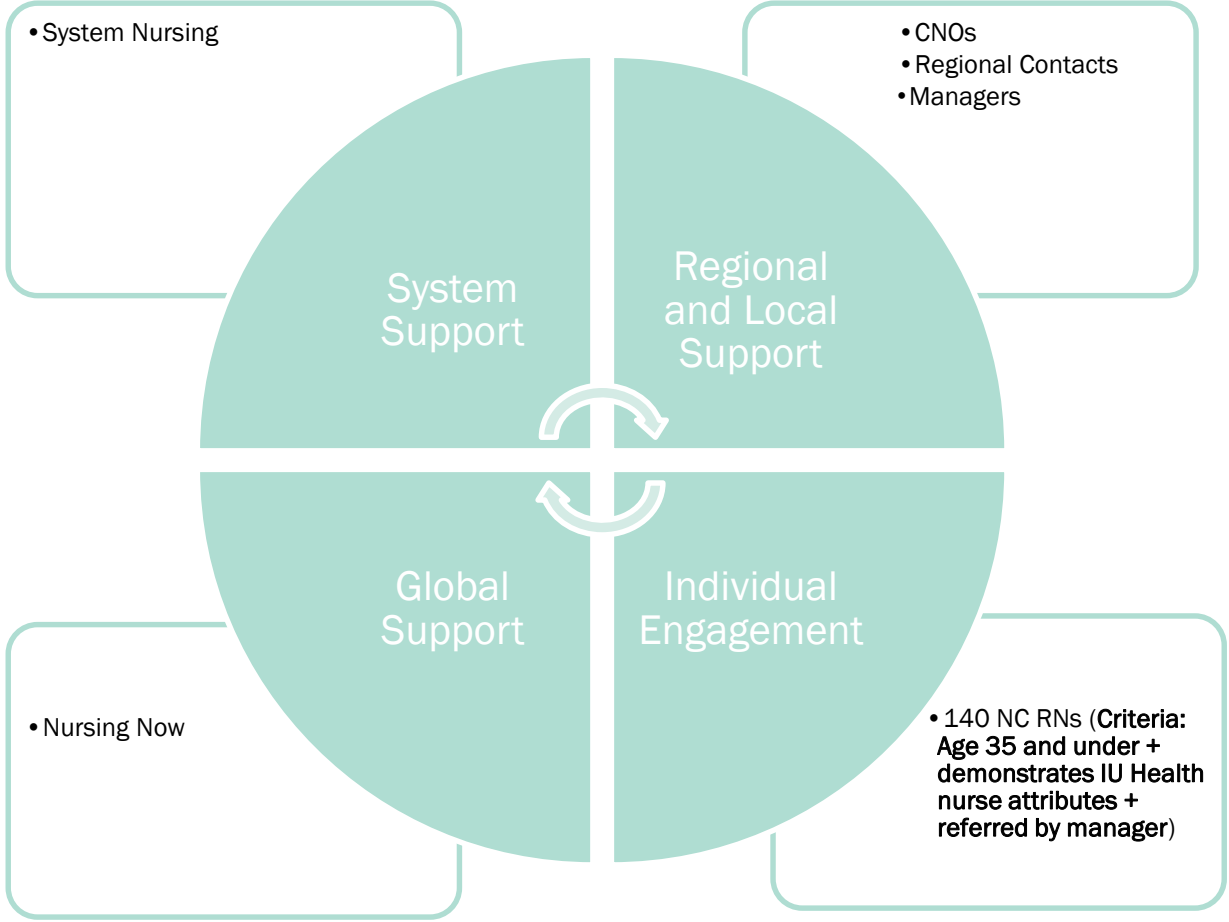 •System Nursing
•CNOs
•Regional Contacts
•Managers
System
Support
Regional
and Local
Support
Global
Support
Individual
Engagement
•Nursing Now
•140 NC RNs (Criteria:
Age 35 and under +
demonstrates IU Health
nurse attributes +
referred by manager)